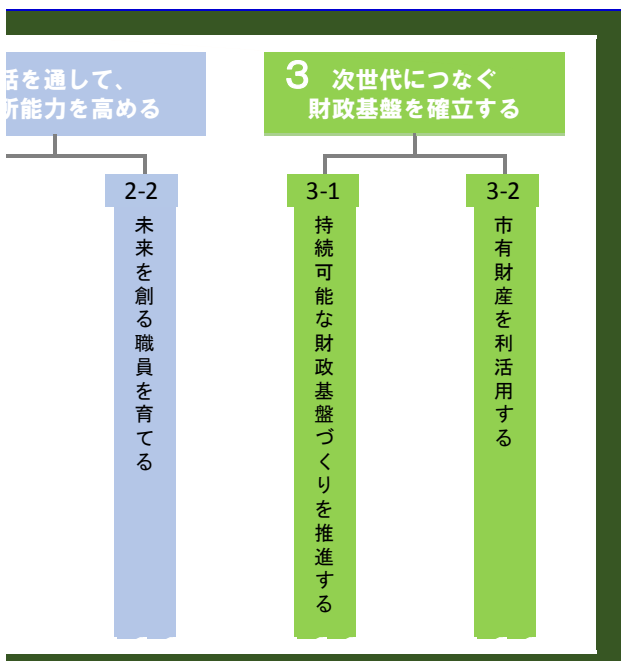 話を通して、
所能力を高める
2-2
未来を創る職員を育てる
3 次世代につなぐ
財政基盤を確立する
3-1
持続可能な財政基盤づくりを推進する
3-2
市有財産を利活用する